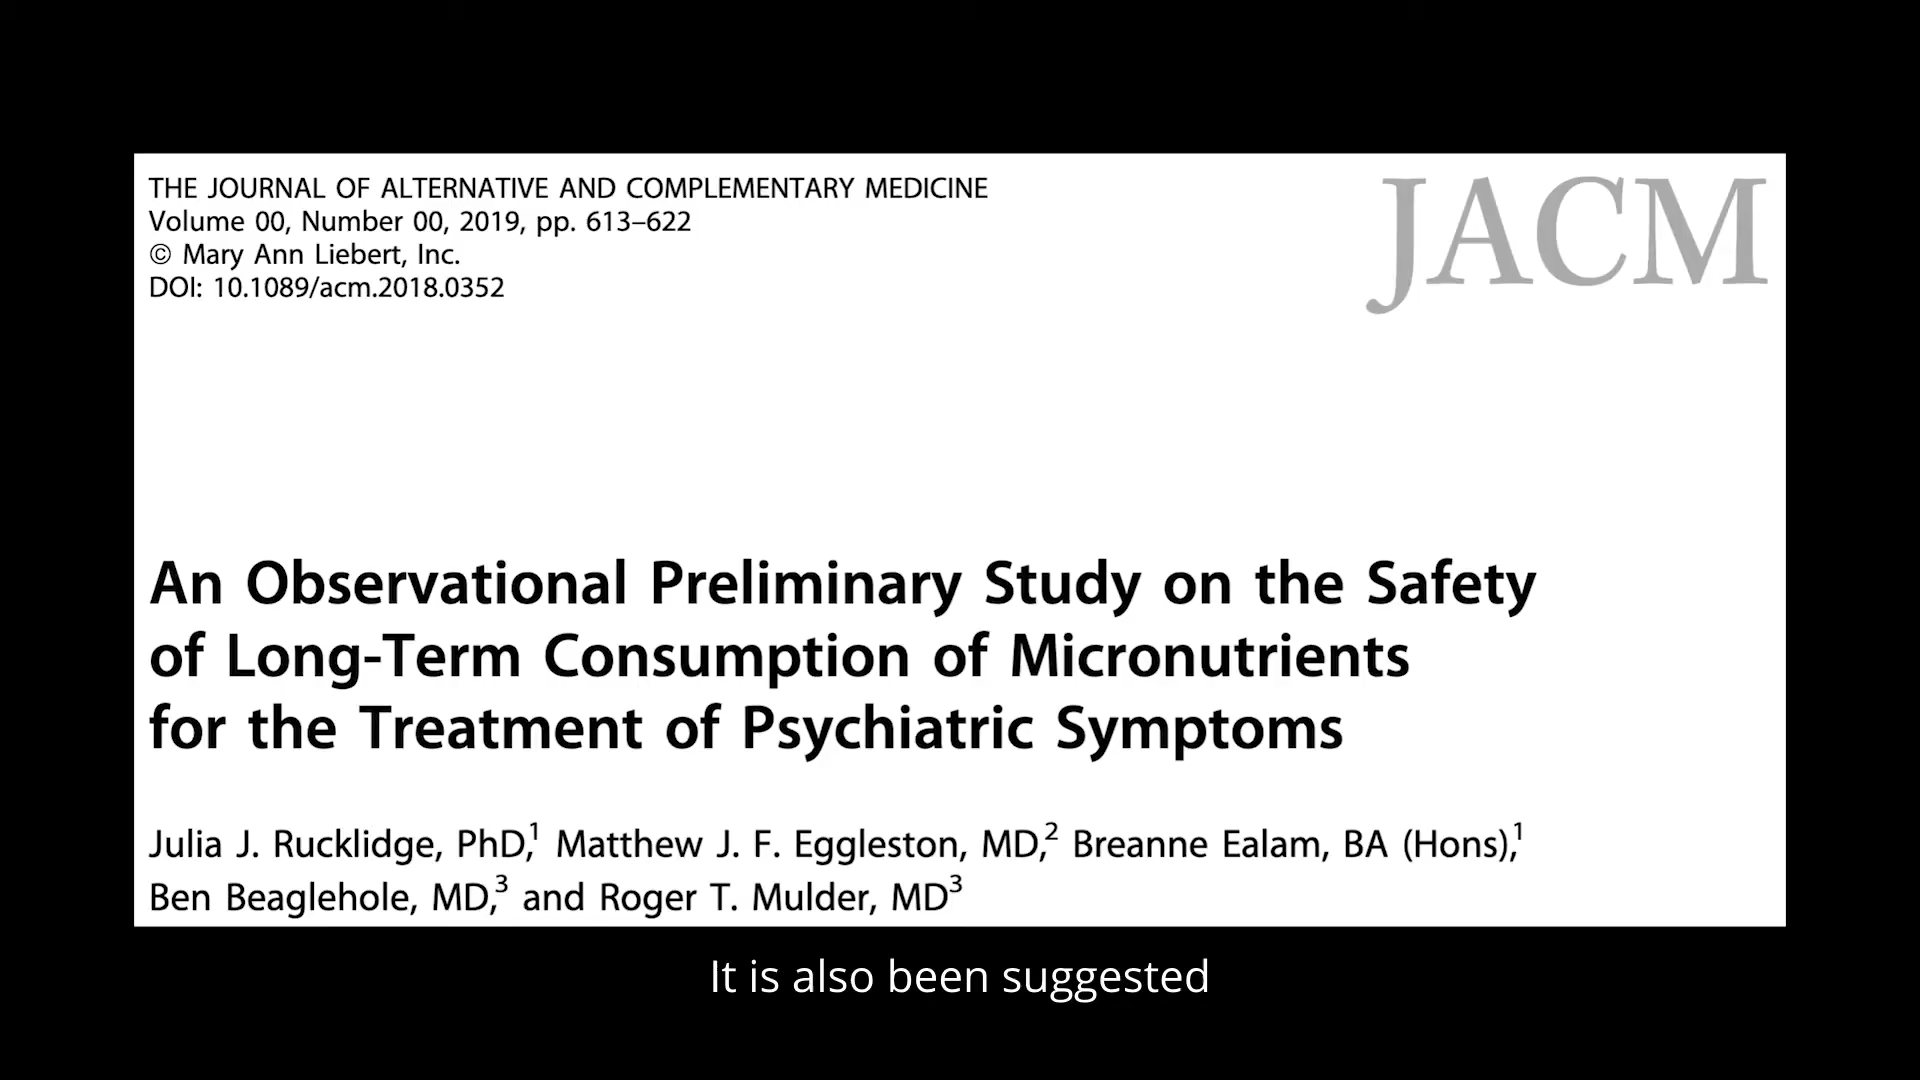 THE JOURNAL OF ALTERNATIVE AND COMPLEMENTARY MEDICINE
Volume 00, Number 00, 2019, pp. 613–622
© Mary Ann Liebert, Inc.
DOI: 10.1089/acm.2018.0352
JACM
An Observational Preliminary Study on the Safety
of Long-Term Consumption of Micronutrients
for the Treatment of Psychiatric Symptoms
Julia J. Rucklidge, PhD,1 Matthew J. F. Eggleston, MD,2 Breanne Ealam, BA (Hons),1
Ben Beaglehole, MD,3 and Roger T. Mulder, MD3
It is also been suggested